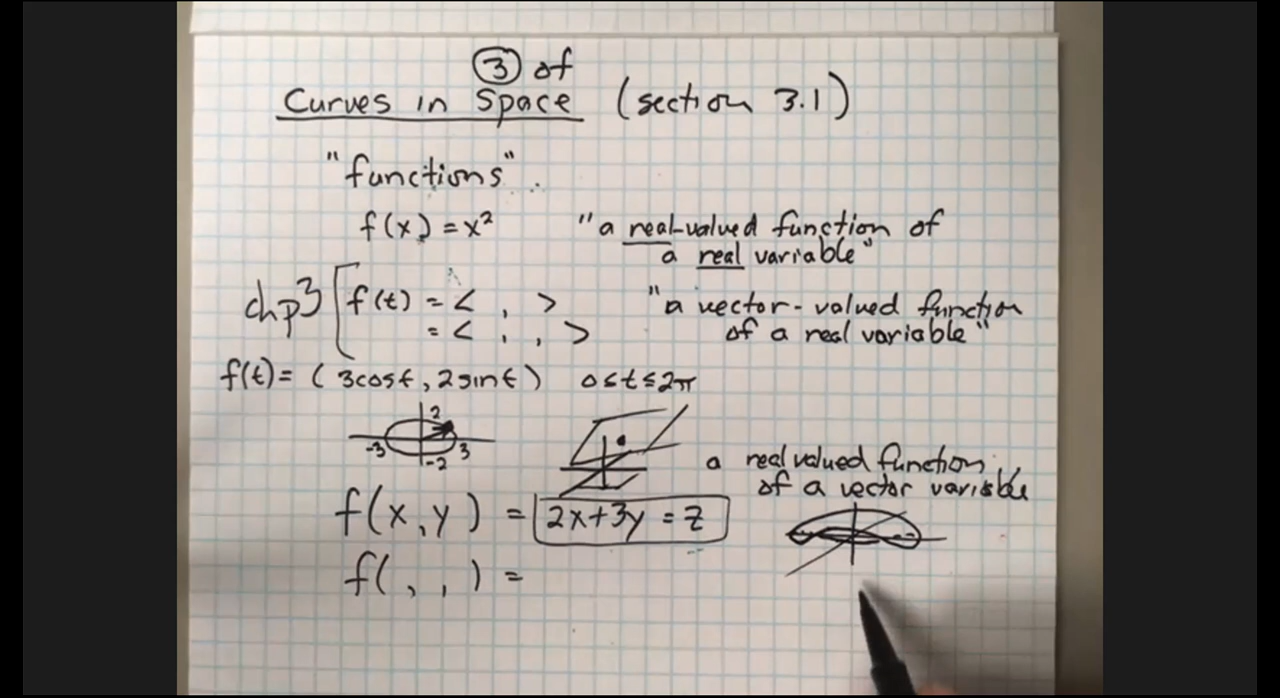 ③ of
Curves in Space (section 3.1)
"functions"
f(x) = x² "a real-valued function of
a real variable"
chp3 f(t) = < , > "a vector-valued function
= < , , > of a real variable"
f(t) = ( 3cost, 2sint ) 0≤t≤2π
2
-3 3
-2
a real valued function
of a vector variable"
f(x,y) = 2x+3y = z
f( , , ) =